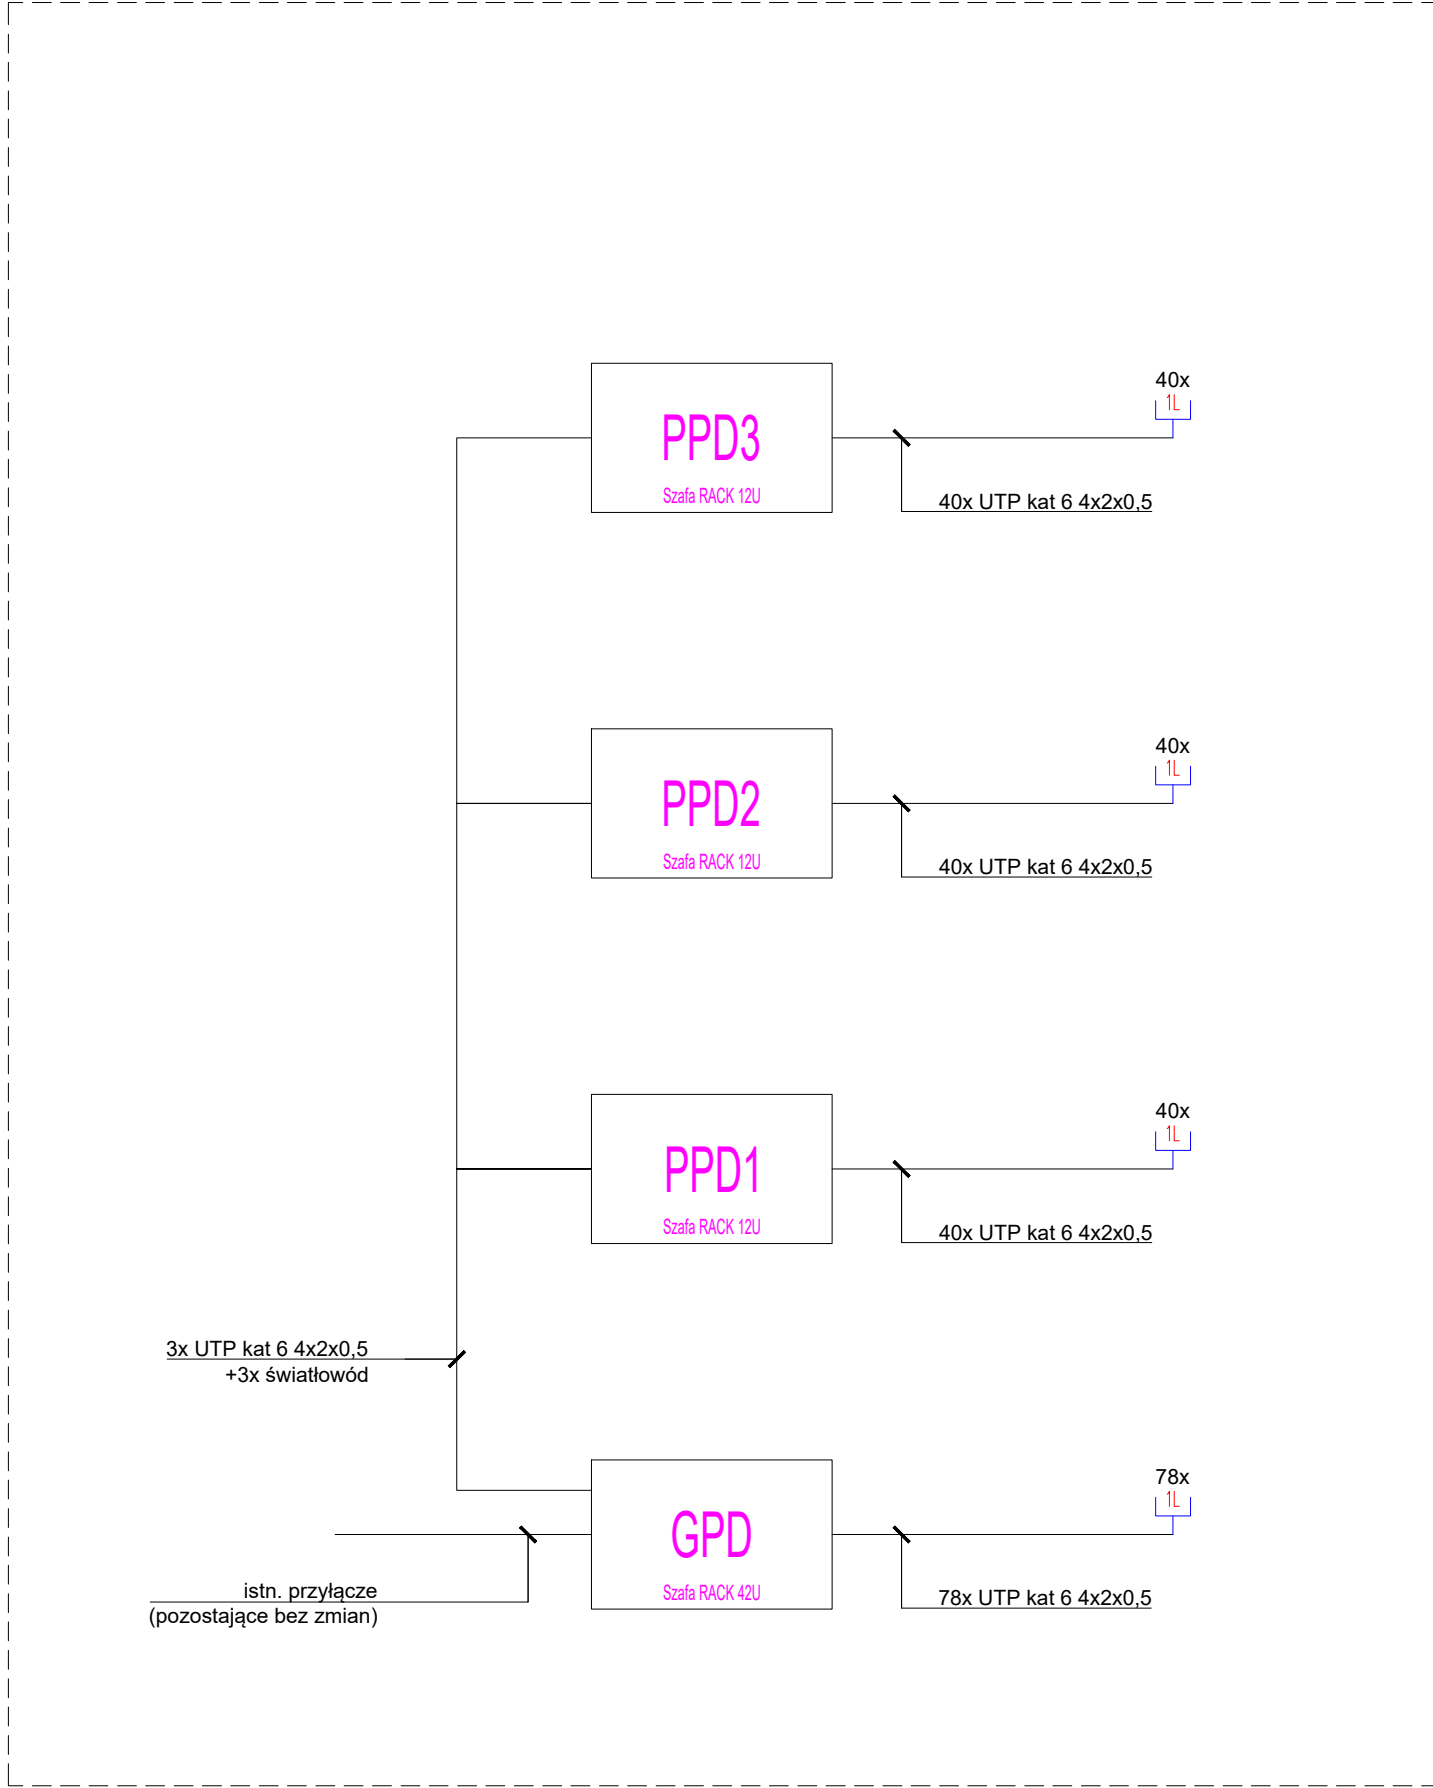 40x
1L
PPD3
Szafa RACK 12U
40x UTP kat 6 4x2x0,5
40x
1L
PPD2
Szafa RACK 12U
40x UTP kat 6 4x2x0,5
40x
1L
PPD1
Szafa RACK 12U
40x UTP kat 6 4x2x0,5
3x UTP kat 6 4x2x0,5
+3x światłowód
78x
1L
GPD
Szafa RACK 42U
istn. przyłącze
(pozostające bez zmian)
78x UTP kat 6 4x2x0,5